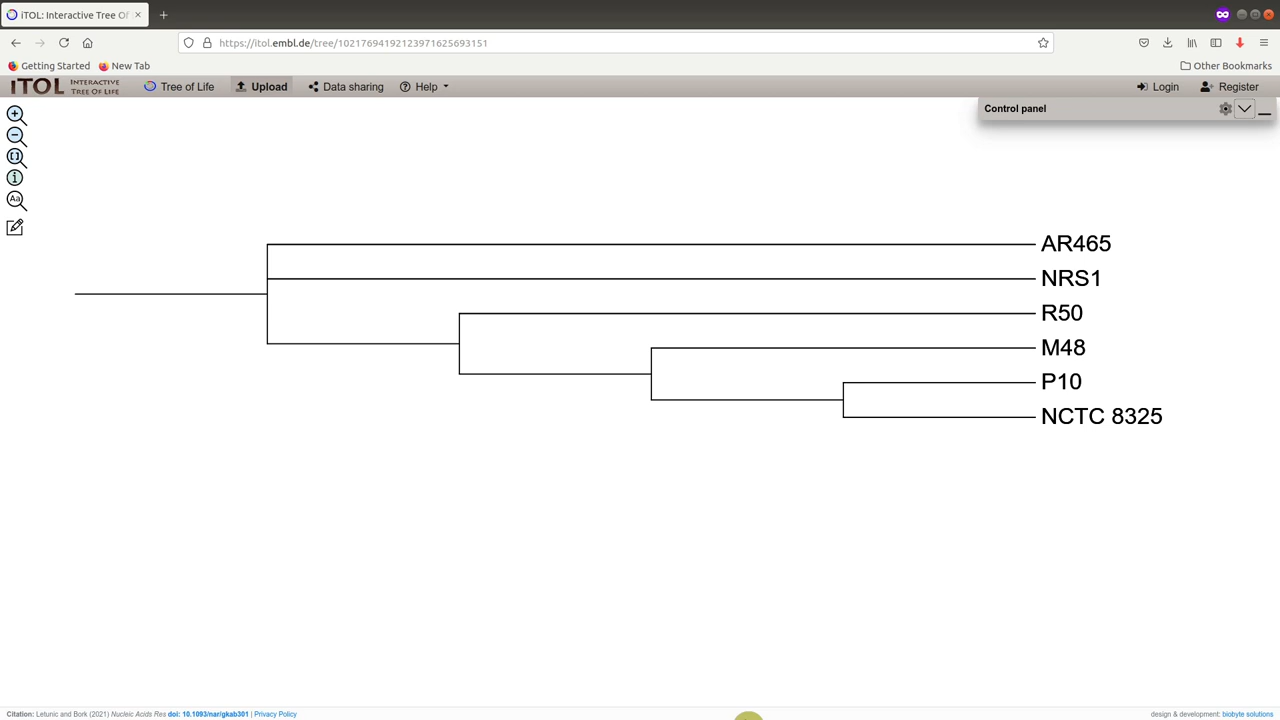 iTOL: Interactive Tree Of
https://itol.embl.de/tree/10217694192123971625693151
Getting Started New Tab Other Bookmarks
iTOL INTERACTIVE TREE OF LIFE Tree of Life Upload Data sharing ? Help Login Register
Control panel
i
Aa
AR465
NRS1
R50
M48
P10
NCTC 8325
Citation: Letunic and Bork (2021) Nucleic Acids Res doi: 10.1093/nar/gkab301 | Privacy Policy design & development: biobyte solutions